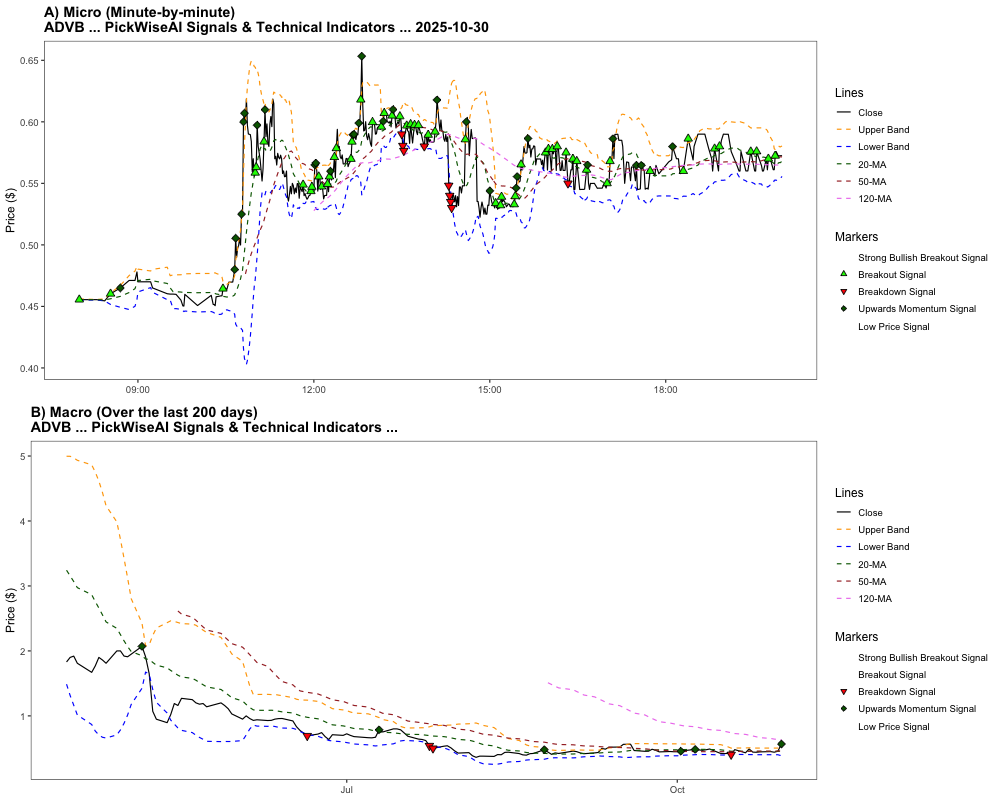 A) Micro (Minute-by-minute)
ADVB ... PickWiseAI Signals & Technical Indicators ... 2025-10-30
Price ($)
0.65
0.60
0.55
0.50
0.45
0.40
09:00
12:00
15:00
18:00
Lines
Close
Upper Band
Lower Band
20-MA
50-MA
120-MA
Markers
Strong Bullish Breakout Signal
Breakout Signal
Breakdown Signal
Upwards Momentum Signal
Low Price Signal
B) Macro (Over the last 200 days)
ADVB ... PickWiseAI Signals & Technical Indicators ...
Price ($)
5
4
3
2
1
Jul
Oct
Lines
Close
Upper Band
Lower Band
20-MA
50-MA
120-MA
Markers
Strong Bullish Breakout Signal
Breakout Signal
Breakdown Signal
Upwards Momentum Signal
Low Price Signal